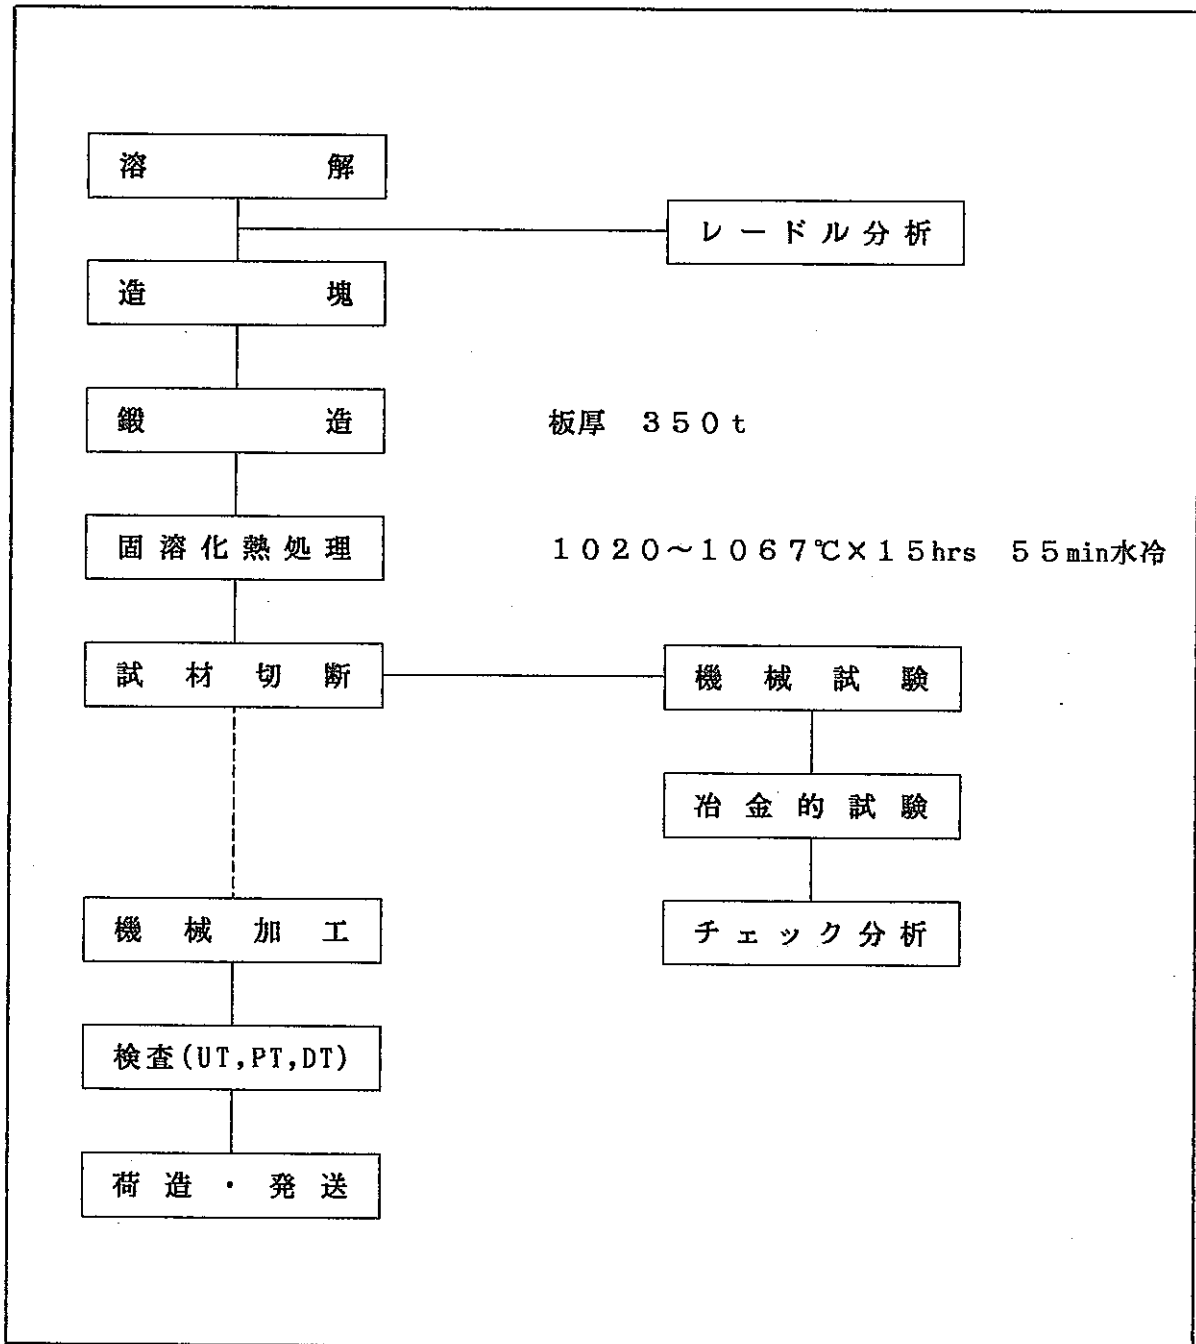 溶解
レードル分析
造塊
鍛造 板厚 350t
固溶化熱処理 1020～1067℃×15hrs 55min水冷
試材切断 機械試験
冶金的試験
機械加工 チェック分析
検査(UT,PT,DT)
荷造・発送